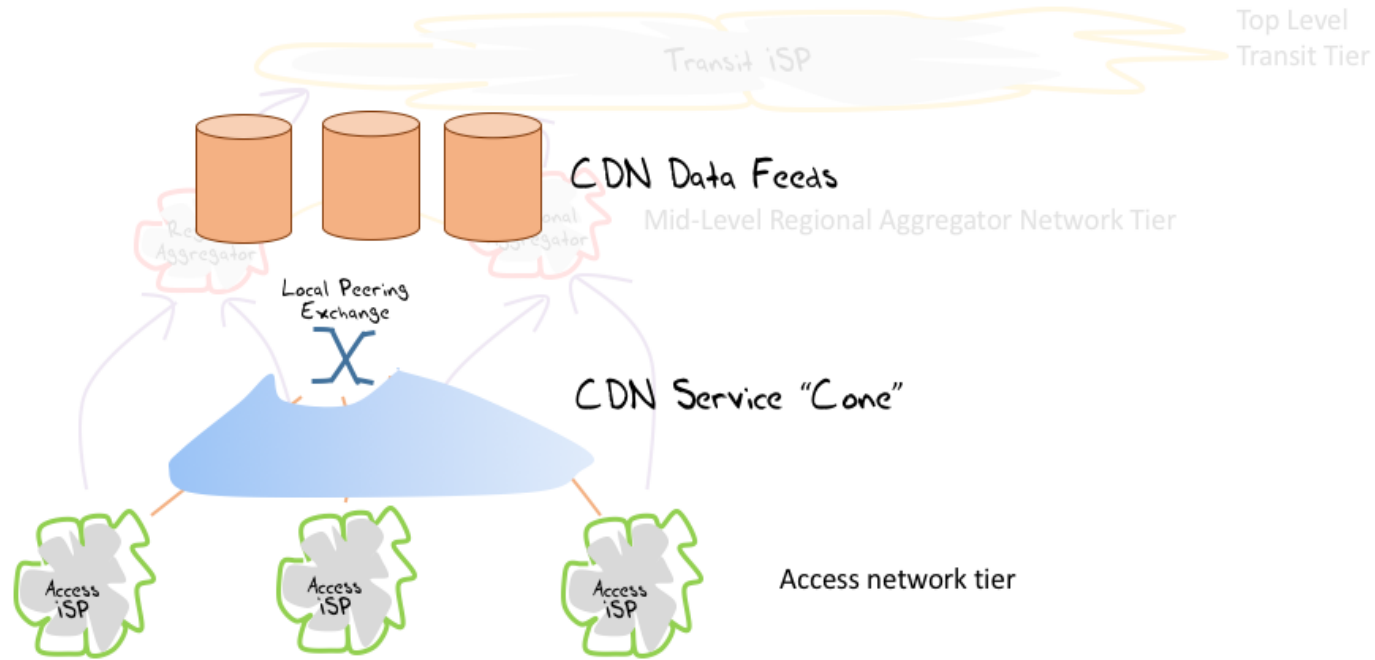 Top Level
Transit Tier
Transit iSP
CDN Data Feeds
Mid-Level Regional Aggregator Network Tier
Aggregator
Local Peering
Exchange
CDN Service “Cone”
Access
iSP
Access
iSP
Access
iSP
Access network tier